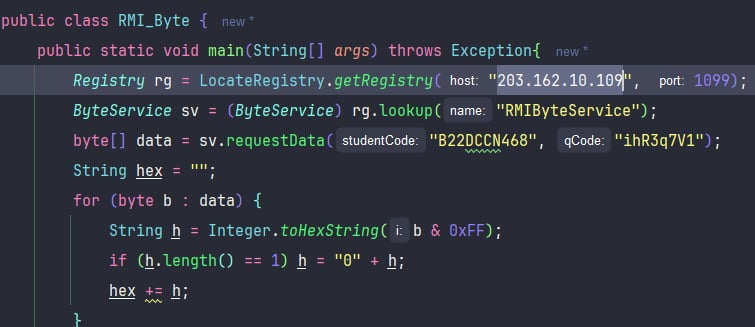 public class RMI_Byte { new *
public static void main(String[] args) throws Exception{ new *
Registry rg = LocateRegistry.getRegistry( host: "203.162.10.109", port: 1099);
ByteService sv = (ByteService) rg.lookup( name: "RMIByteService");
byte[] data = sv.requestData( studentCode: "B22DCCN468", qCode: "ihR3q7V1");
String hex = "";
for (byte b : data) {
String h = Integer.toHexString( i: b & 0xFF);
if (h.length() == 1) h = "0" + h;
hex += h;
}